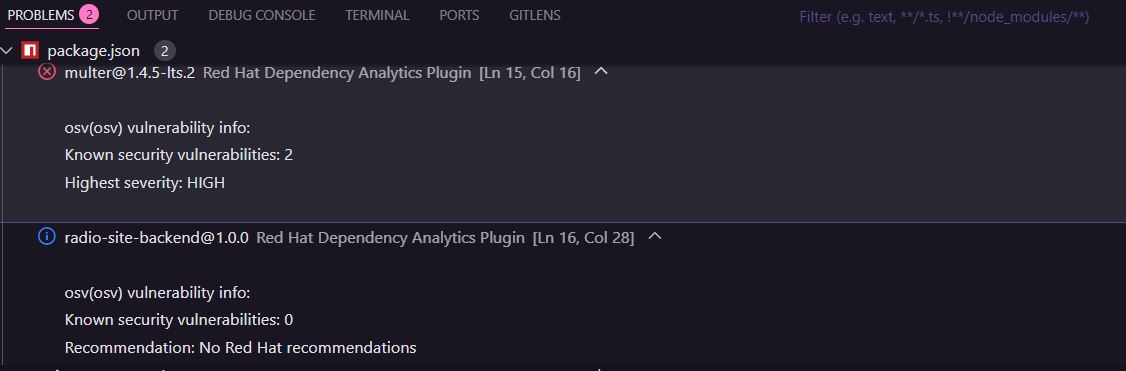 PROBLEMS 2 OUTPUT DEBUG CONSOLE TERMINAL PORTS GITLENS Filter (e.g. text, **/*.ts, !**/node_modules/**)
package.json 2
multer@1.4.5-lts.2 Red Hat Dependency Analytics Plugin [Ln 15, Col 16]
osv(osv) vulnerability info:
Known security vulnerabilities: 2
Highest severity: HIGH
radio-site-backend@1.0.0 Red Hat Dependency Analytics Plugin [Ln 16, Col 28]
osv(osv) vulnerability info:
Known security vulnerabilities: 0
Recommendation: No Red Hat recommendations